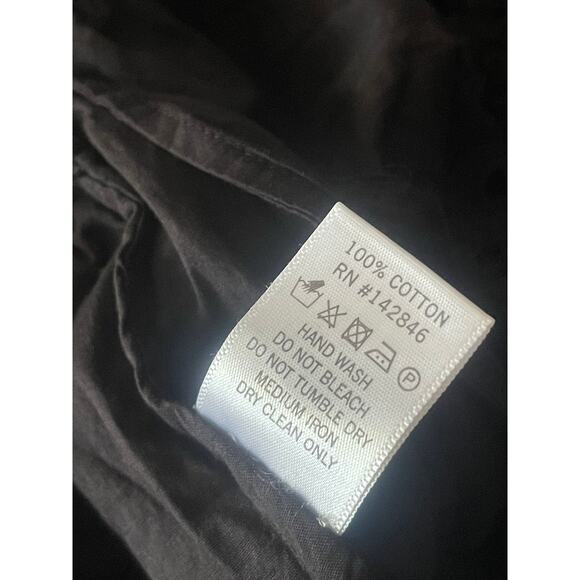 100% COTTON
RN #142846
P
HAND WASH
DO NOT BLEACH
DO NOT TUMBLE DRY
MEDIUM IRON
DRY CLEAN ONLY